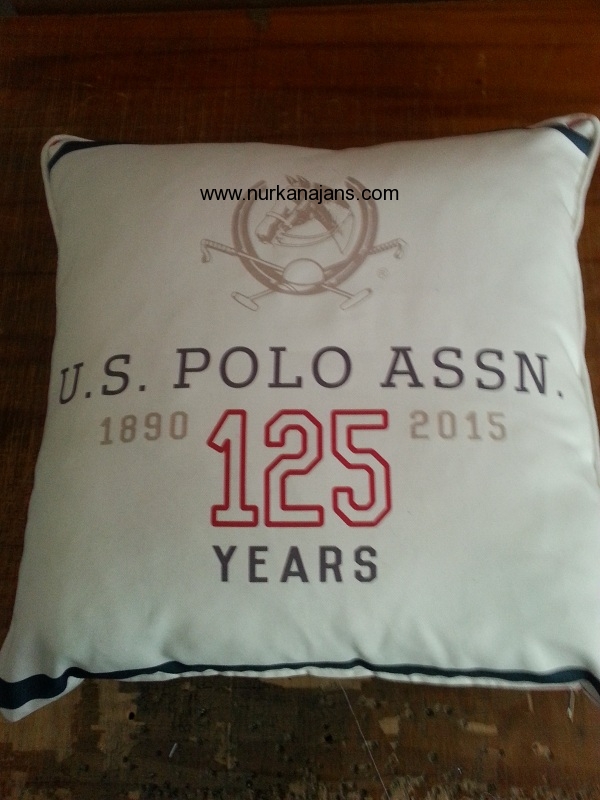 www.nurkanajans.com
®
U.S. POLO ASSN.
1890 125 2015
YEARS